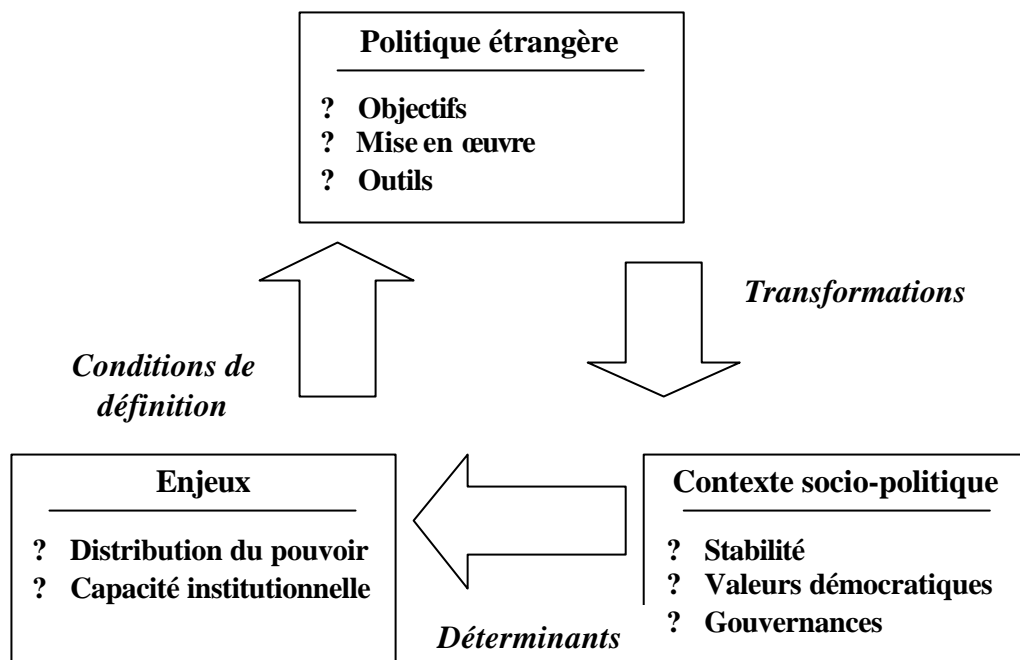 Politique étrangère
? Objectifs
? Mise en œuvre
? Outils
Transformations
Conditions de
définition
Enjeux
? Distribution du pouvoir
? Capacité institutionnelle
Contexte socio-politique
? Stabilité
? Valeurs démocratiques
? Gouvernances
Déterminants